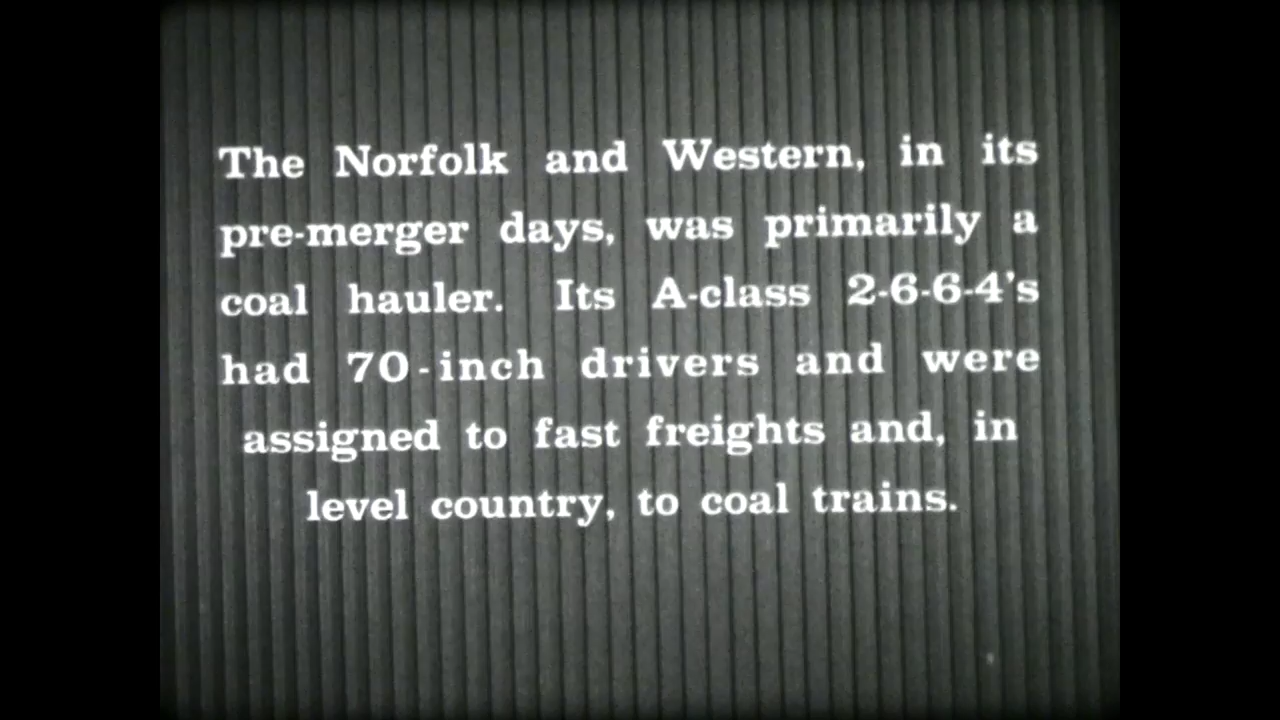 The Norfolk and Western, in its
pre-merger days, was primarily a
coal hauler. Its A-class 2-6-6-4's
had 70-inch drivers and were
assigned to fast freights and, in
level country, to coal trains.